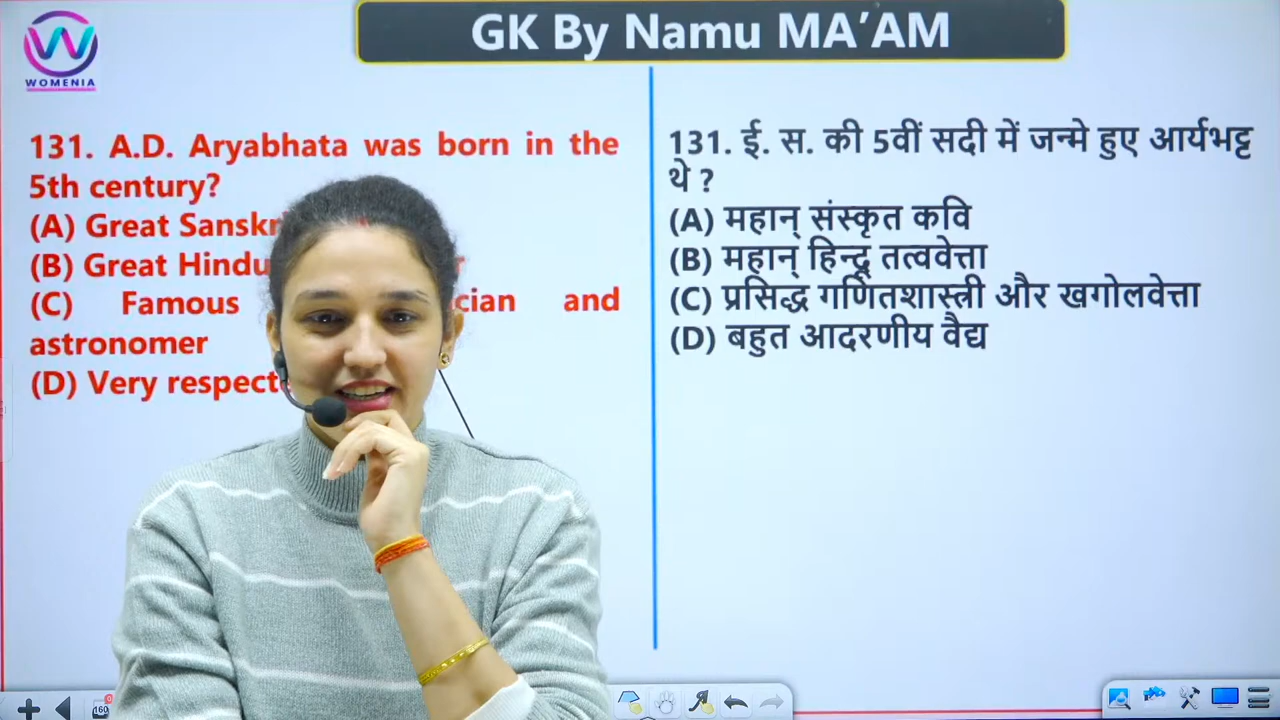 WOMENIA
GK By Namu MA’AM
131. A.D. Aryabhata was born in the
5th century?
(A) Great Sanskr
(B) Great Hindu
(C) Famous cian and
astronomer
(D) Very respect
131. ई. स. की 5वीं सदी में जन्मे हुए आर्यभट्ट
थे ?
(A) महान् संस्कृत कवि
(B) महान् हिन्दू तत्ववेत्ता
(C) प्रसिद्ध गणितशास्त्री और खगोलवेत्ता
(D) बहुत आदरणीय वैद्य
160